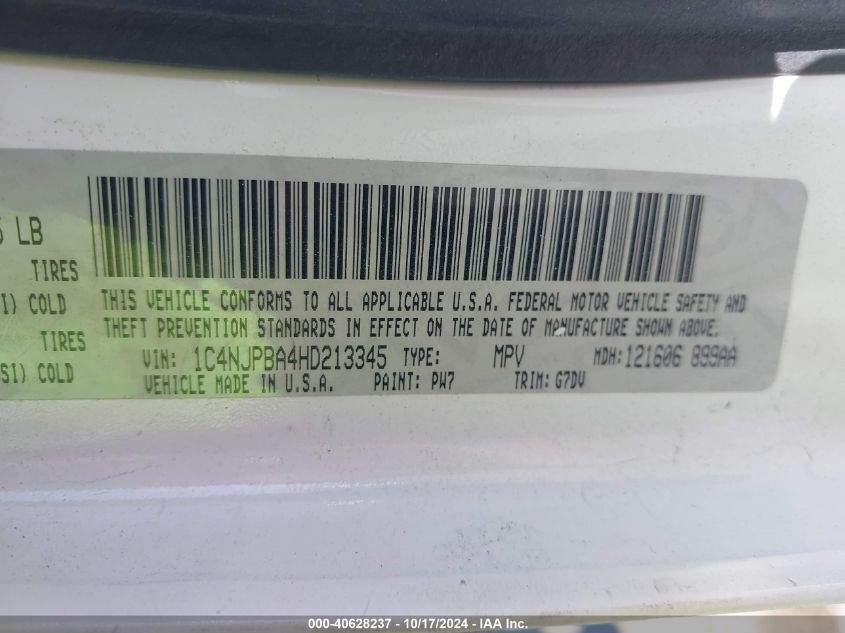 5 LB
TIRES
I) COLD
TIRES
SI) COLD
THIS VEHICLE CONFORMS TO ALL APPLICABLE U.S.A. FEDERAL MOTOR VEHICLE SAFETY AND
THEFT PREVENTION STANDARDS IN EFFECT ON THE DATE OF MANUFACTURE SHOWN ABOVE.
VIN: 1C4NJPBA4HD213345 TYPE: MPV MDH: 121606 899AA
VEHICLE MADE IN U.S.A. PAINT: PW7 TRIM: G7DV
000-40628237 - 10/17/2024 - IAA Inc.